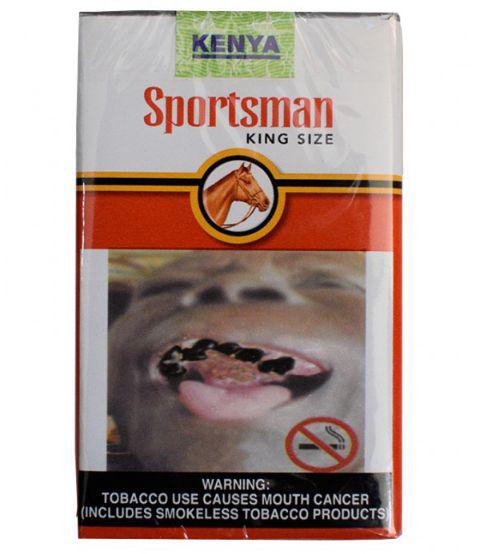 KENYA
Sportsman
KING SIZE
WARNING:
TOBACCO USE CAUSES MOUTH CANCER
(INCLUDES SMOKELESS TOBACCO PRODUCTS)